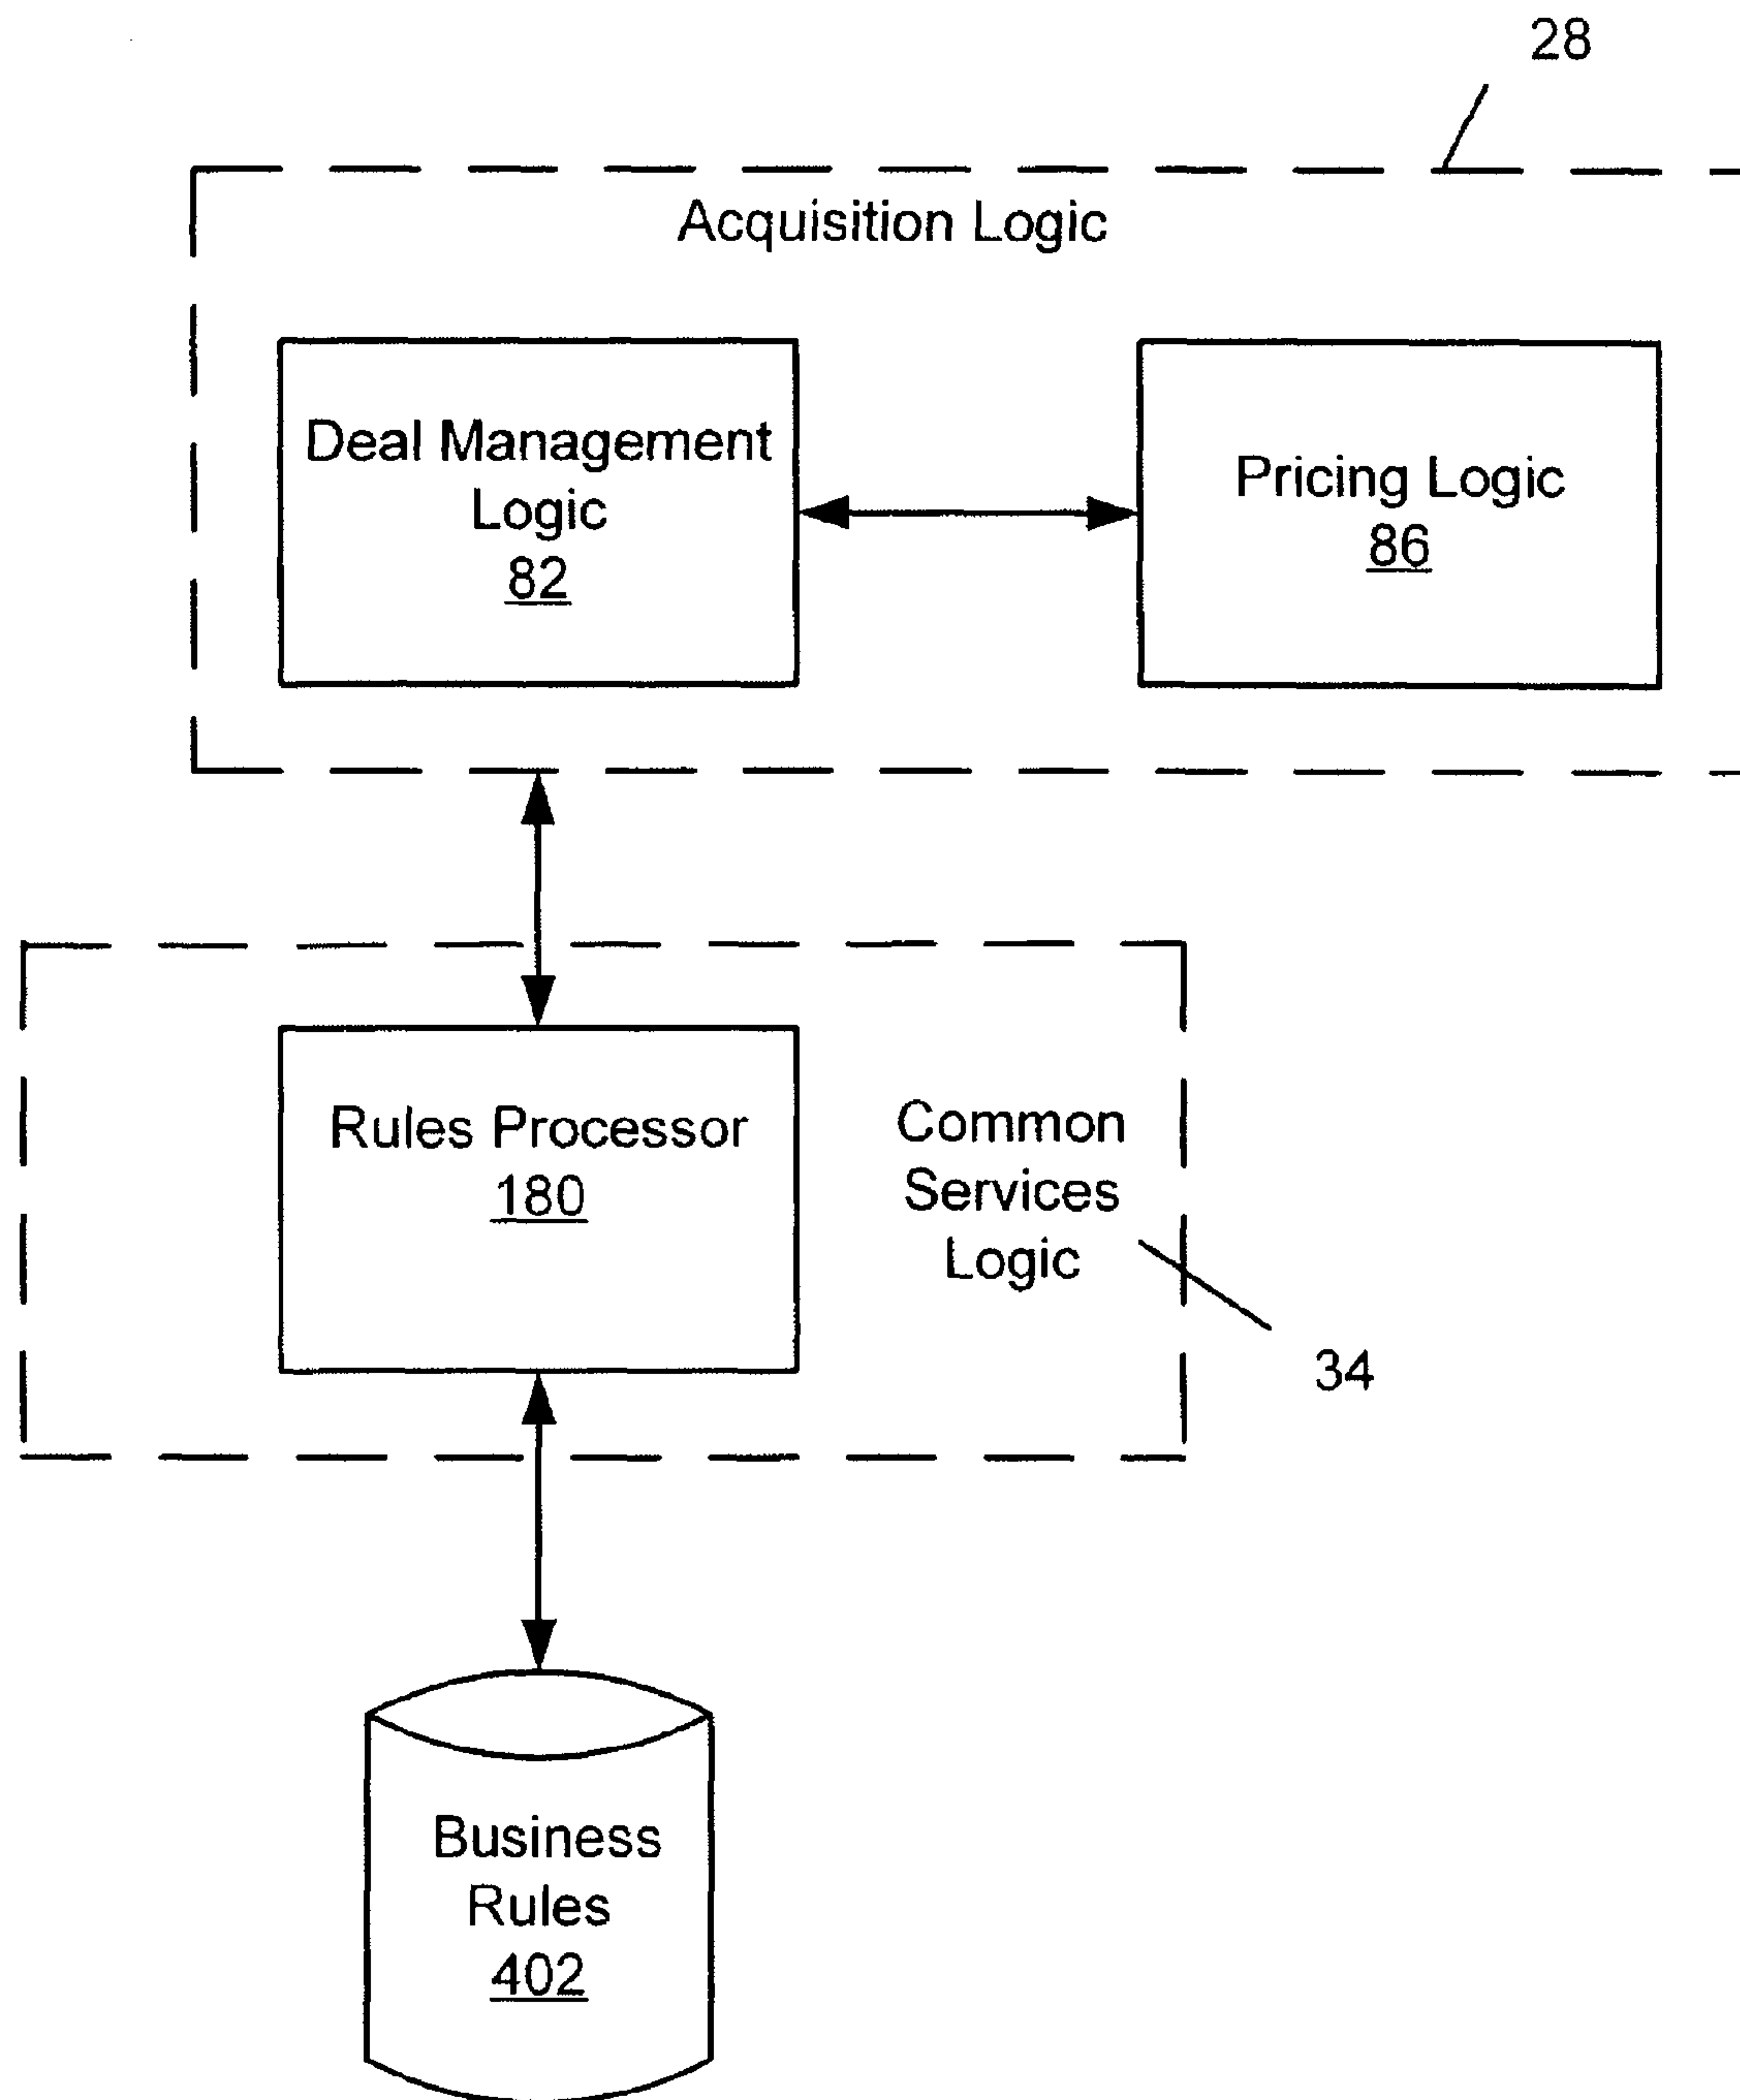 28
Acquisition Logic
Deal Management
Logic
82
Pricing Logic
86
Rules Processor
180
Common
Services
Logic
34
Business
Rules
402